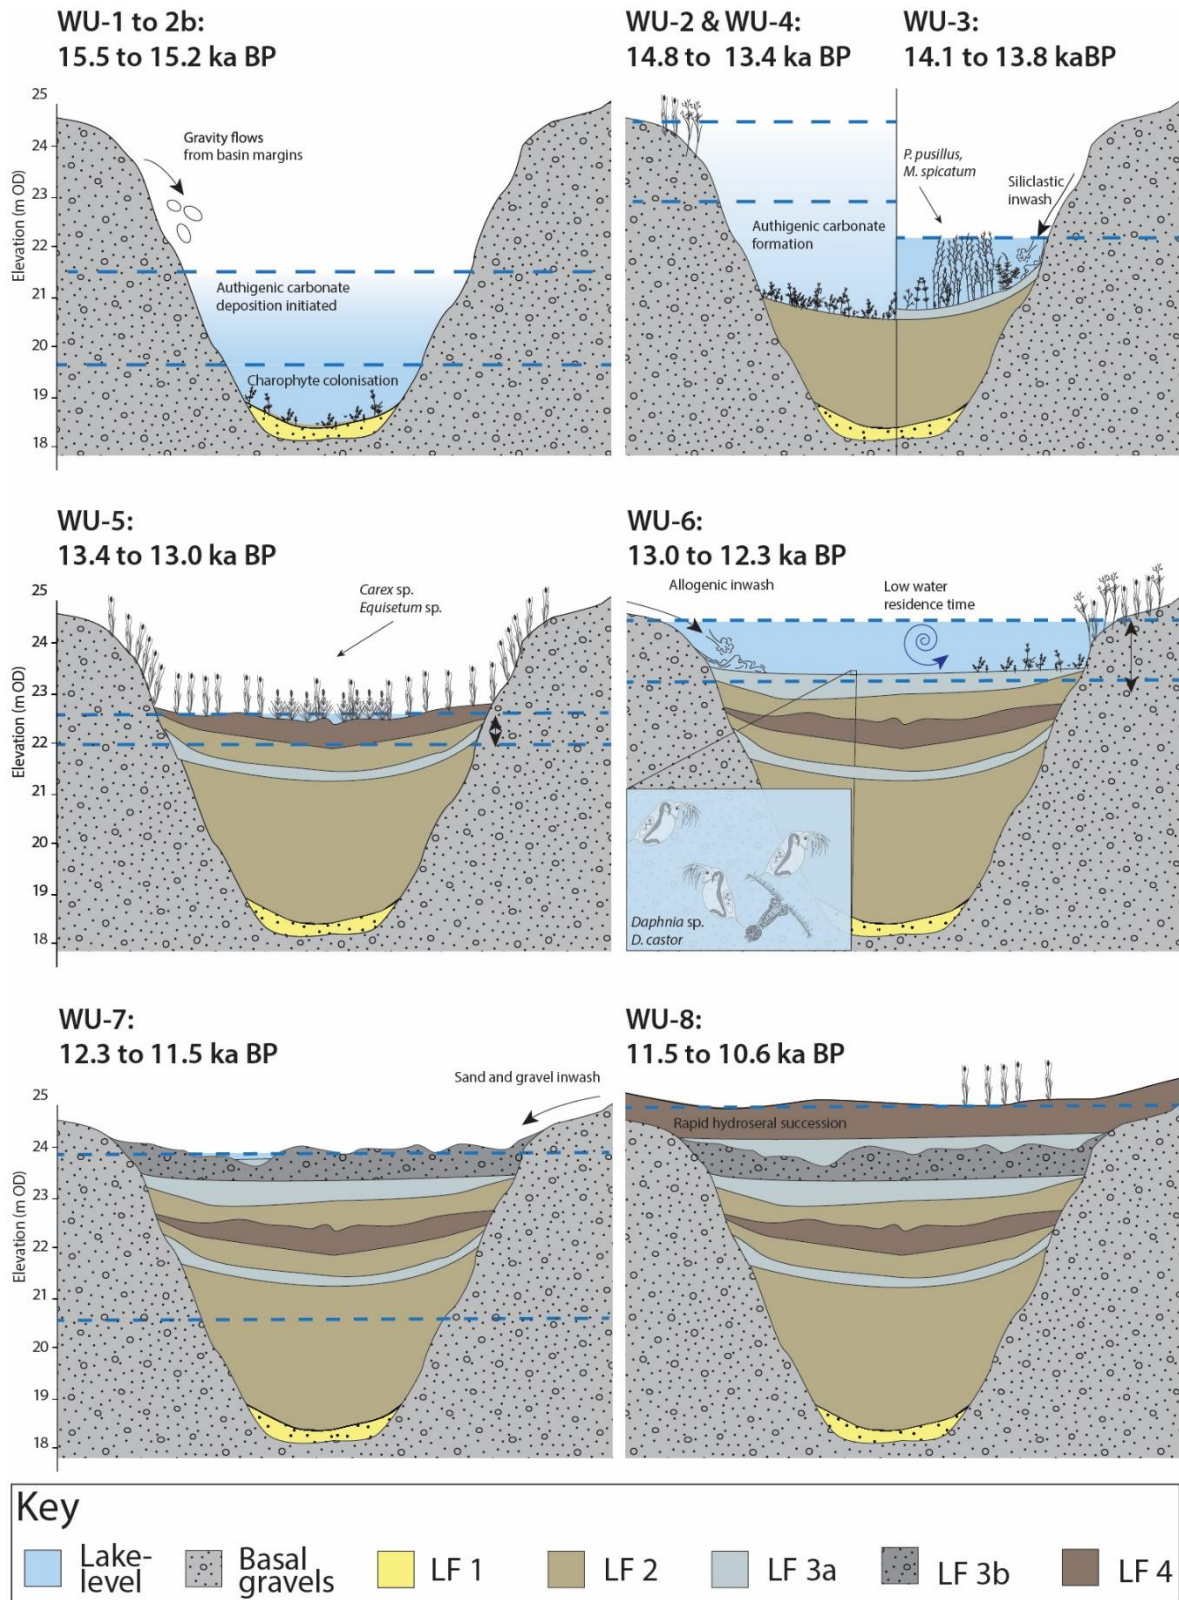 WU-1 to 2b:
15.5 to 15.2 ka BP
25
24
23
22
21
20
19
18
Elevation (m OD)
Gravity flows
from basin margins
Authigenic carbonate
deposition initiated
Charophyte colonisation
WU-2 & WU-4:
14.8 to 13.4 ka BP
WU-3:
14.1 to 13.8 kaBP
P. pusillus,
M. spicatum
Siliclastic
inwash
Authigenic carbonate
formation
WU-5:
13.4 to 13.0 ka BP
25
24
23
22
21
20
19
18
Elevation (m OD)
Carex sp.
Equisetum sp.
WU-6:
13.0 to 12.3 ka BP
Allogenic inwash
Low water
residence time
Daphnia sp.
D. castor
WU-7:
12.3 to 11.5 ka BP
25
24
23
22
21
20
19
18
Elevation (m OD)
Sand and gravel inwash
WU-8:
11.5 to 10.6 ka BP
Rapid hydroseral succession
Key
Lake-
level
Basal
gravels
LF 1
LF 2
LF 3a
LF 3b
LF 4